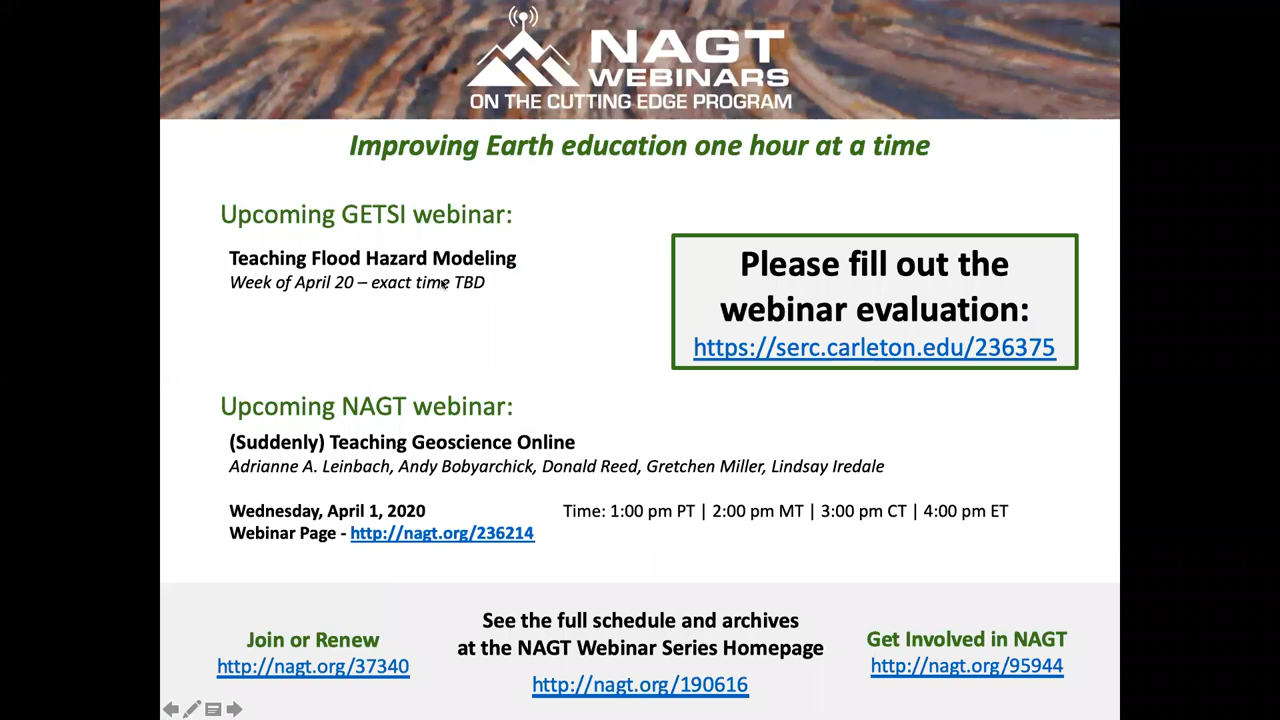 NAGT
WEBINARS
ON THE CUTTING EDGE PROGRAM
Improving Earth education one hour at a time
Upcoming GETSI webinar:
Teaching Flood Hazard Modeling
Week of April 20 – exact time TBD
Please fill out the
webinar evaluation:
https://serc.carleton.edu/236375
Upcoming NAGT webinar:
(Suddenly) Teaching Geoscience Online
Adrianne A. Leinbach, Andy Bobyarchick, Donald Reed, Gretchen Miller, Lindsay Iredale
Wednesday, April 1, 2020 Time: 1:00 pm PT | 2:00 pm MT | 3:00 pm CT | 4:00 pm ET
Webinar Page - http://nagt.org/236214
Join or Renew
http://nagt.org/37340
See the full schedule and archives
at the NAGT Webinar Series Homepage
http://nagt.org/190616
Get Involved in NAGT
http://nagt.org/95944